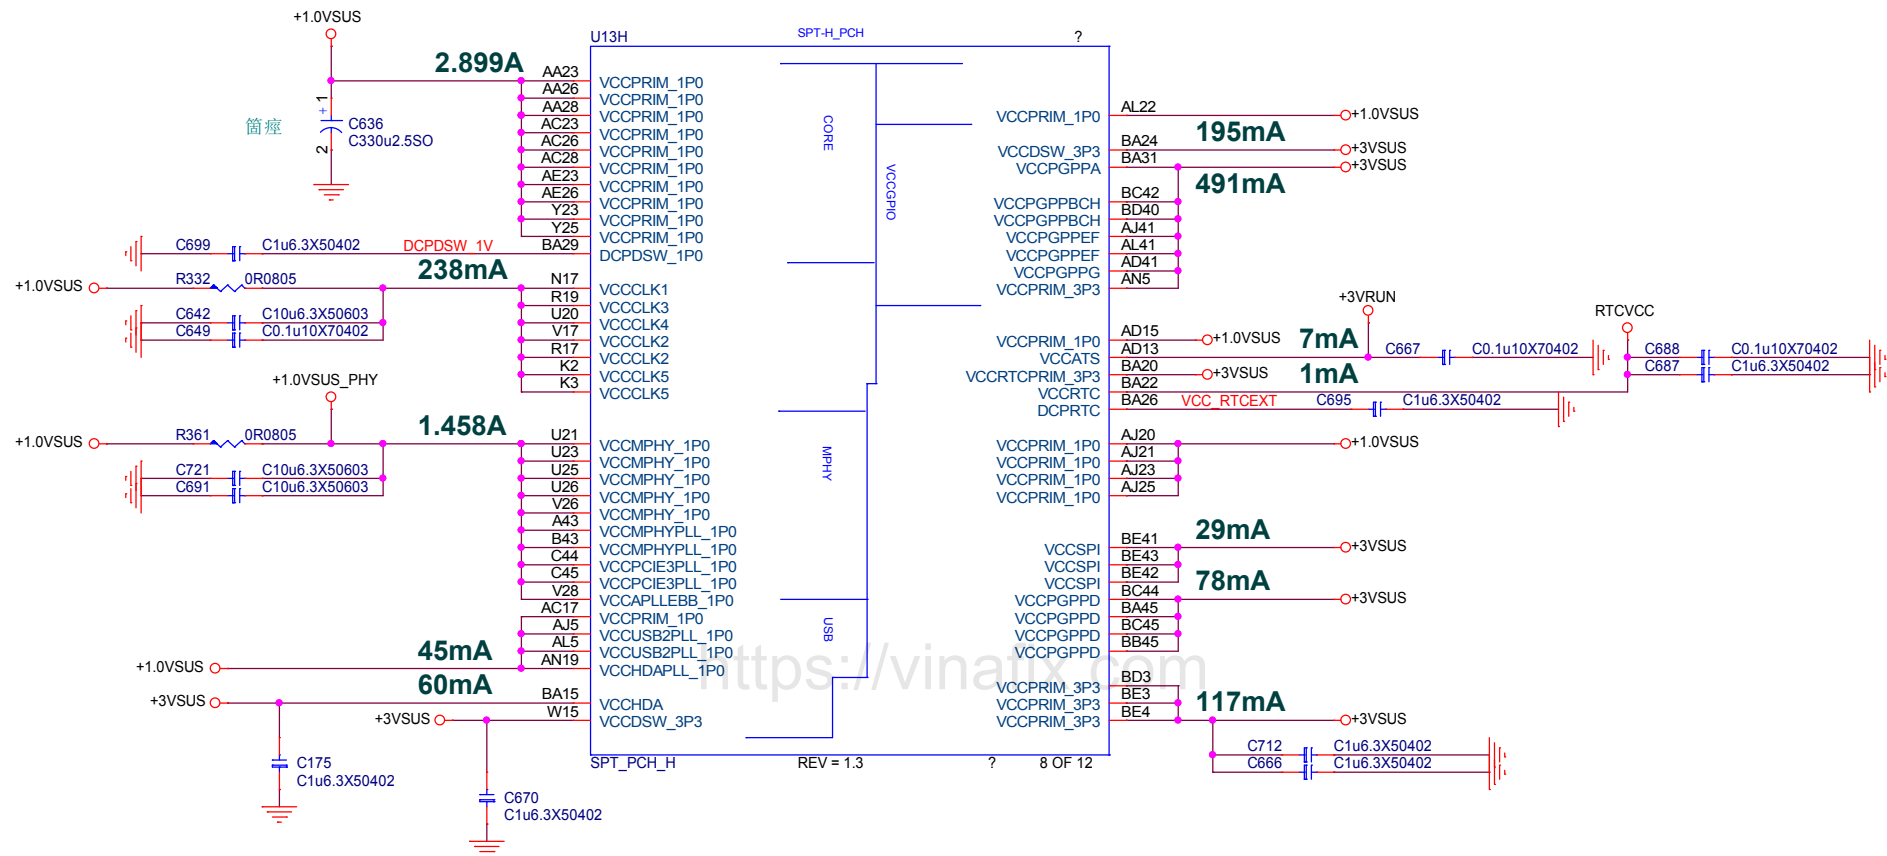 +1.0VSUS
U13H
SPT-H_PCH
?
2.899A
1
+
2
箇痙
C636
C330u2.5SO
AA23 VCCPRIM_1P0
AA26 VCCPRIM_1P0
AA28 VCCPRIM_1P0
AC23 VCCPRIM_1P0
AC26 VCCPRIM_1P0
AC28 VCCPRIM_1P0
AE23 VCCPRIM_1P0
AE26 VCCPRIM_1P0
Y23 VCCPRIM_1P0
Y25 VCCPRIM_1P0
C699 C1u6.3X50402 DCPDSW_1V BA29 DCPDSW_1P0
238mA
+1.0VSUS R332 0R0805 N17 VCCCLK1
R19 VCCCLK3
C642 C10u6.3X50603 U20 VCCCLK4
C649 C0.1u10X70402 V17 VCCCLK2
R17 VCCCLK2
K2 VCCCLK5
K3 VCCCLK5
+1.0VSUS_PHY
1.458A
+1.0VSUS R361 0R0805 U21 VCCMPHY_1P0
U23 VCCMPHY_1P0
C721 C10u6.3X50603 U25 VCCMPHY_1P0
C691 C10u6.3X50603 U26 VCCMPHY_1P0
V26 VCCMPHY_1P0
A43 VCCMPHYPLL_1P0
B43 VCCMPHYPLL_1P0
C44 VCCPCIE3PLL_1P0
C45 VCCPCIE3PLL_1P0
V28 VCCAPLLEBB_1P0
AC17 VCCPRIM_1P0
AJ5 VCCUSB2PLL_1P0
AL5 VCCUSB2PLL_1P0
45mA
+1.0VSUS AN19 VCCHDAPLL_1P0
60mA
+3VSUS BA15 VCCHDA
+3VSUS W15 VCCDSW_3P3
C175
C1u6.3X50402
C670
C1u6.3X50402
CORE
VCCGPIO
MPHY
USB
VCCPRIM_1P0 AL22 +1.0VSUS
195mA
VCCDSW_3P3 BA24 +3VSUS
VCCPGPPA BA31 +3VSUS
491mA
VCCPGPPBCH BC42
VCCPGPPBCH BD40
VCCPGPPEF AJ41
VCCPGPPEF AL41
VCCPGPPG AD41
VCCPRIM_3P3 AN5
+3VRUN
RTCVCC
VCCPRIM_1P0 AD15 +1.0VSUS
7mA
VCCATS AD13 C667 C0.1u10X70402 C688 C0.1u10X70402
VCCRTCPRIM_3P3 BA20 +3VSUS C687 C1u6.3X50402
1mA
VCCRTC BA22
DCPRTC BA26 VCC_RTCEXT C695 C1u6.3X50402
VCCPRIM_1P0 AJ20 +1.0VSUS
VCCPRIM_1P0 AJ21
VCCPRIM_1P0 AJ23
VCCPRIM_1P0 AJ25
29mA
VCCSPI BE41 +3VSUS
VCCSPI BE43
VCCSPI BE42
78mA
VCCPGPPD BC44 +3VSUS
VCCPGPPD BA45
VCCPGPPD BC45
VCCPGPPD BB45
VCCPRIM_3P3 BD3
117mA
VCCPRIM_3P3 BE3
VCCPRIM_3P3 BE4 +3VSUS
C712 C1u6.3X50402
C666 C1u6.3X50402
https://vinafix.com
SPT_PCH_H
REV = 1.3
?
8 OF 12